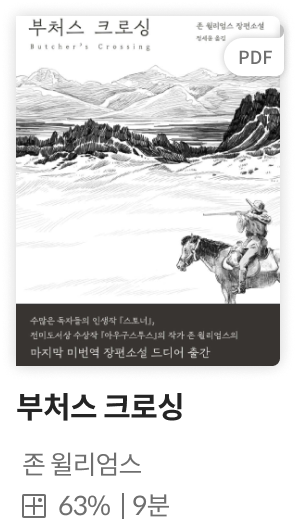 부처스 크로싱
Butcher's Crossing
존 윌리엄스 장편소설
정세윤 옮김
PDF
수많은 독자들의 인생작 『스토너』,
전미도서상 수상작 『아우구스투스』의 작가 존 윌리엄스의
마지막 미번역 장편소설 드디어 출간
부처스 크로싱
존 윌리엄스
63% | 9분